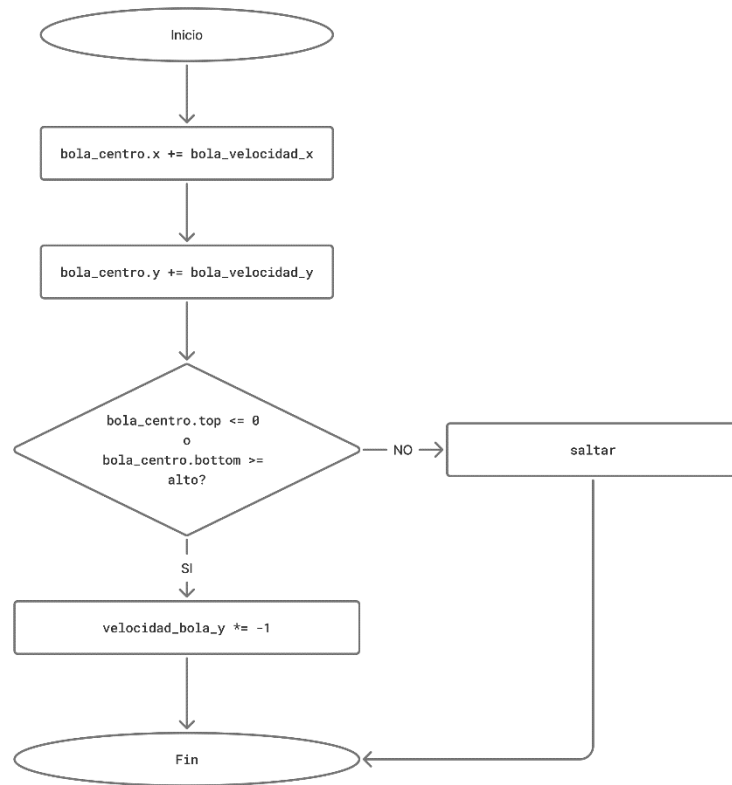 Inicio
bola_centro.x += bola_velocidad_x
bola_centro.y += bola_velocidad_y
bola_centro.top <= 0
o
bola_centro.bottom >=
alto?
NO
saltar
SI
velocidad_bola_y *= -1
Fin